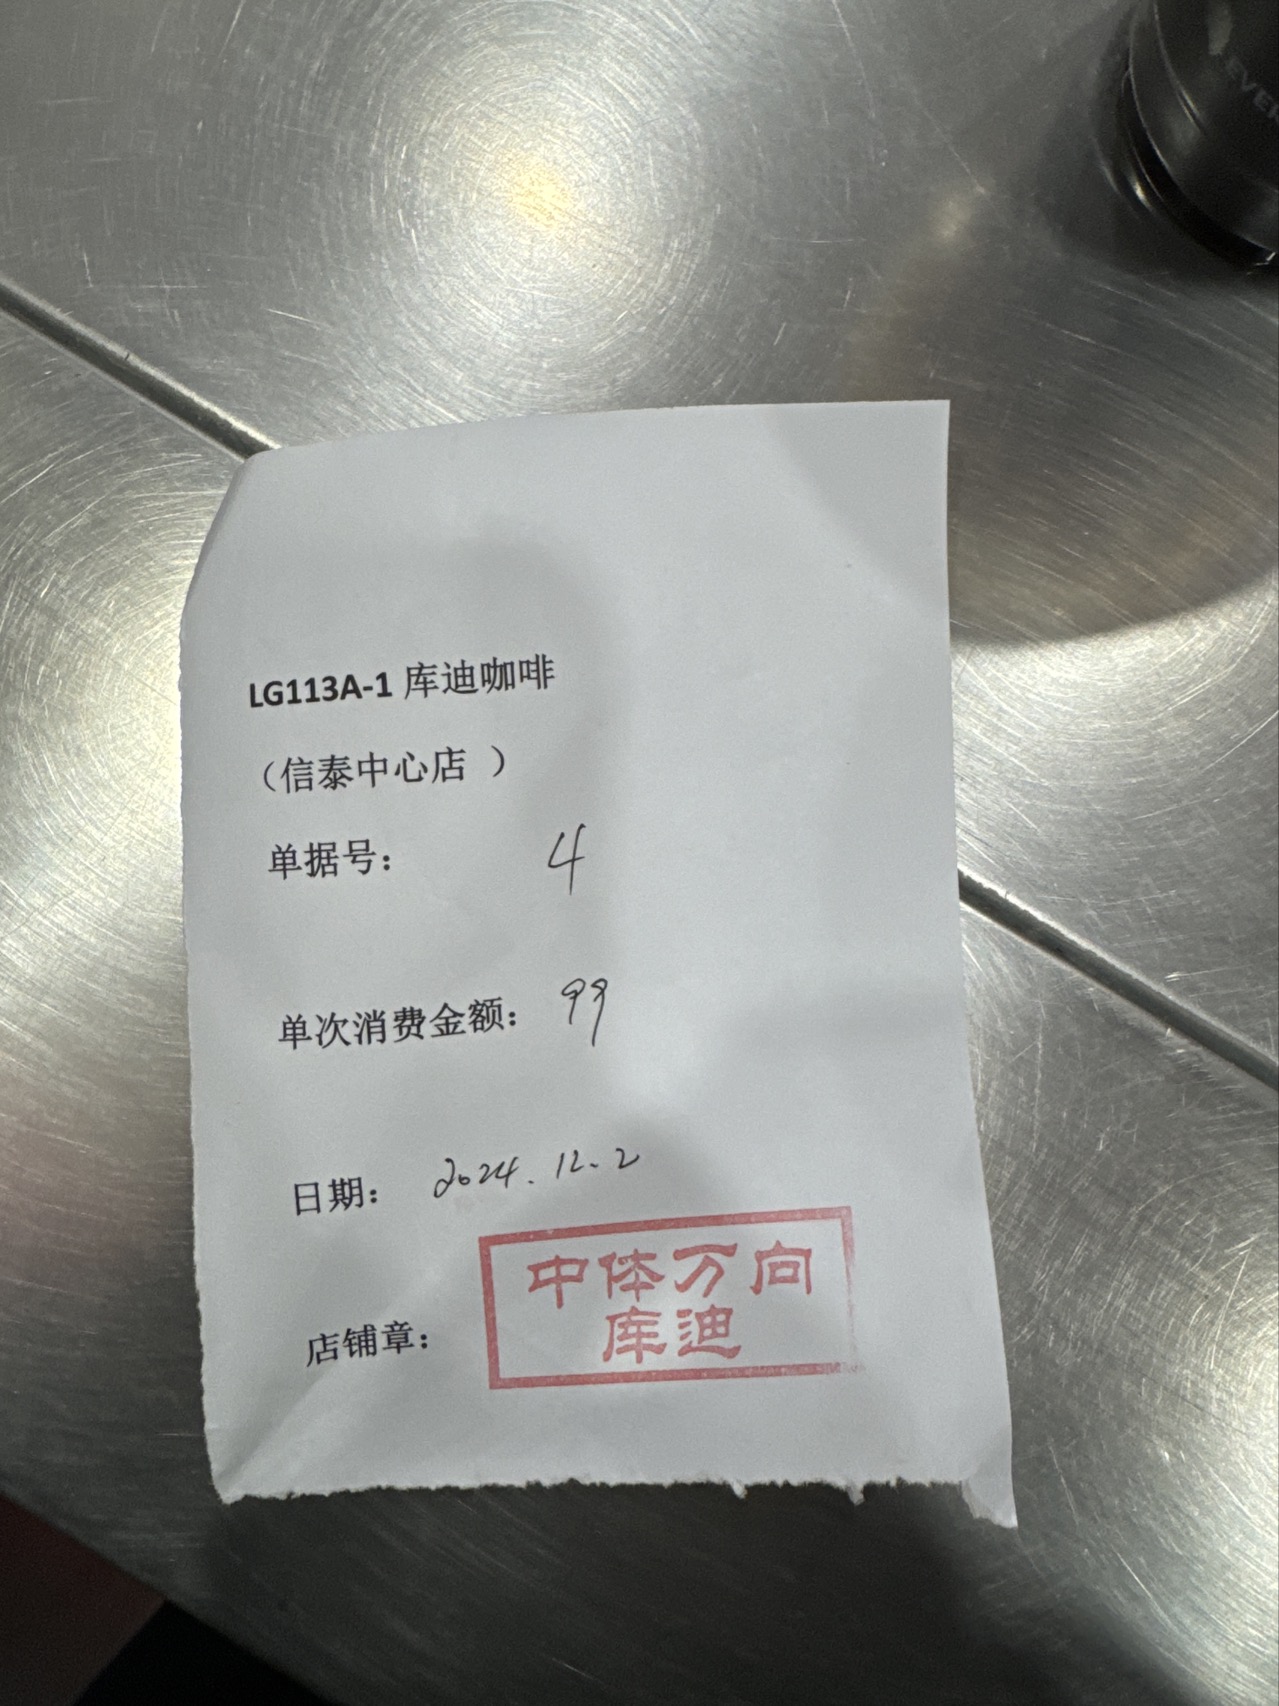 EVER
LG113A-1 库迪咖啡
（信泰中心店 ）
单据号： 4
单次消费金额： 99
日期： 2024.12.2
店铺章：
中体万向
库迪